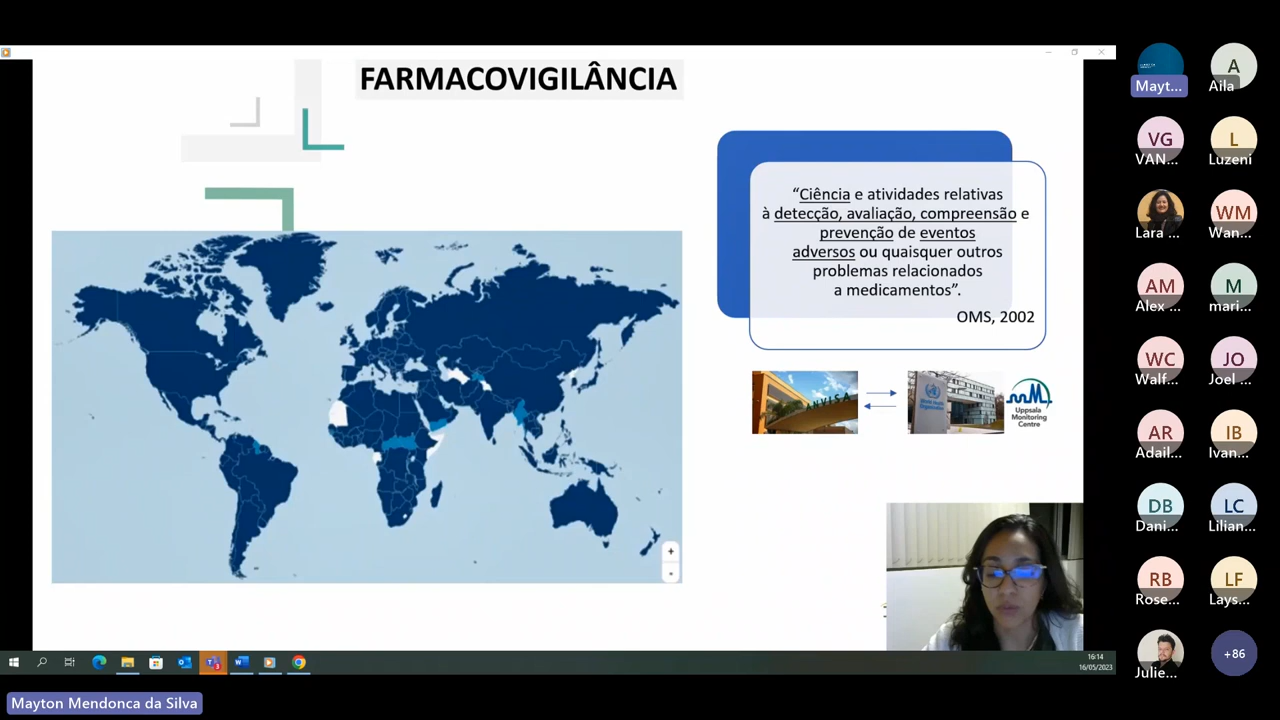 FARMACOVIGILÂNCIA
“Ciência e atividades relativas
à detecção, avaliação, compreensão e
prevenção de eventos
adversos ou quaisquer outros
problemas relacionados
a medicamentos”.
OMS, 2002
ANVISA
World Health
Organization
Uppsala
Monitoring
Centre
+
-
Mayt...
A
Aila
VG
VAN...
L
Luzeni
Lara ...
WM
Wan...
AM
Alex ...
M
mari...
WC
Walf...
JO
Joel ...
AR
Adail...
IB
Ivan...
DB
Dani...
LC
Lilian...
RB
Rose...
LF
Lays...
Julie...
+86
16:14
16/05/2023
Mayton Mendonca da Silva